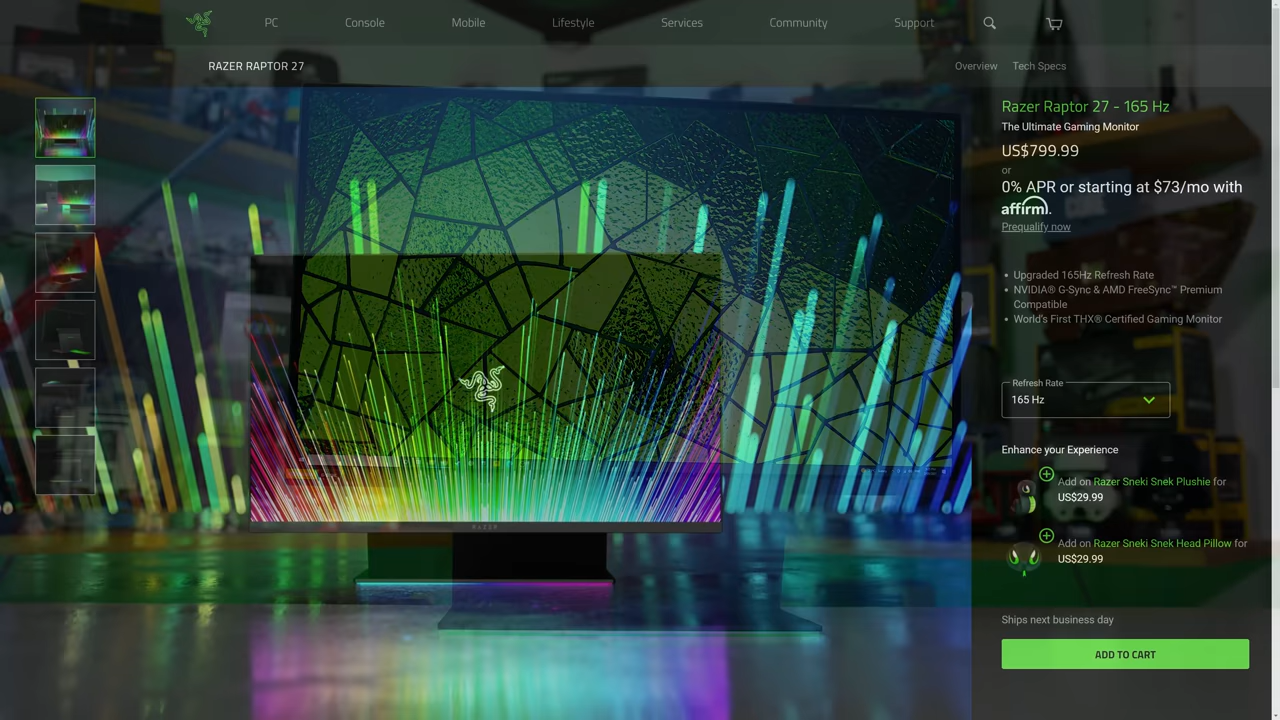 PC
Console
Mobile
Lifestyle
Services
Community
Support
RAZER RAPTOR 27
Overview
Tech Specs
Razer Raptor 27 - 165 Hz
The Ultimate Gaming Monitor
US$799.99
or
0% APR or starting at $73/mo with
affirm.
Prequalify now
Upgraded 165Hz Refresh Rate
NVIDIA® G-Sync & AMD FreeSync™ Premium
Compatible
World's First THX® Certified Gaming Monitor
Refresh Rate
165 Hz
Enhance your Experience
Add on Razer Sneki Snek Plushie for
US$29.99
Add on Razer Sneki Snek Head Pillow for
US$29.99
RAZER
Ships next business day
ADD TO CART